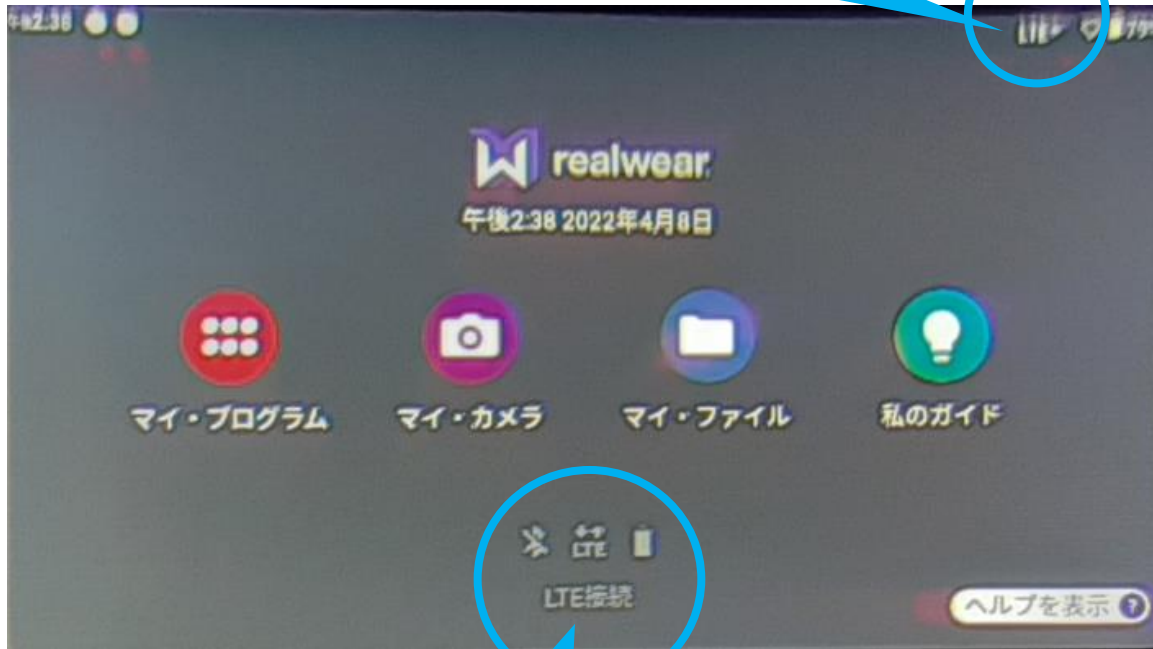 午後2:38
LTE
realwear
午後2:38 2022年4月8日
マイ・プログラム
マイ・カメラ
マイ・ファイル
私のガイド
LTE
LTE接続
ヘルプを表示 ?